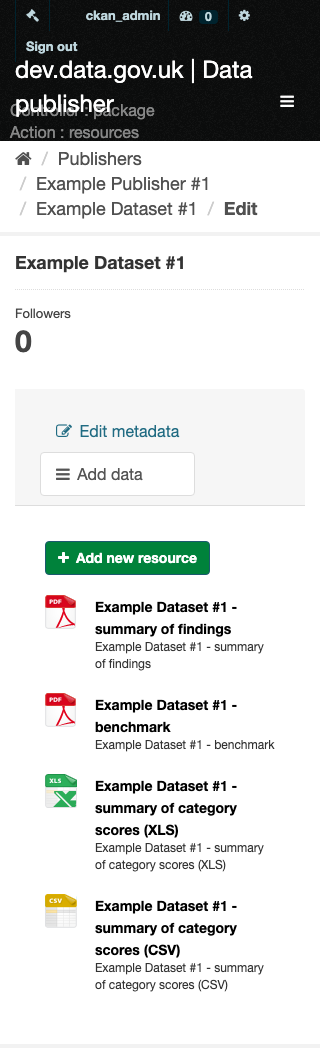 ckan_admin 0
Sign out
dev.data.gov.uk | Data
publisher
Controller : package
Action : resources
/ Publishers
/ Example Publisher #1
/ Example Dataset #1 / Edit
Example Dataset #1
Followers
0
Edit metadata
Add data
+ Add new resource
PDF
Example Dataset #1 -
summary of findings
Example Dataset #1 - summary
of findings
PDF
Example Dataset #1 -
benchmark
Example Dataset #1 - benchmark
XLS
Example Dataset #1 -
summary of category
scores (XLS)
Example Dataset #1 - summary
of category scores (XLS)
CSV
Example Dataset #1 -
summary of category
scores (CSV)
Example Dataset #1 - summary
of category scores (CSV)